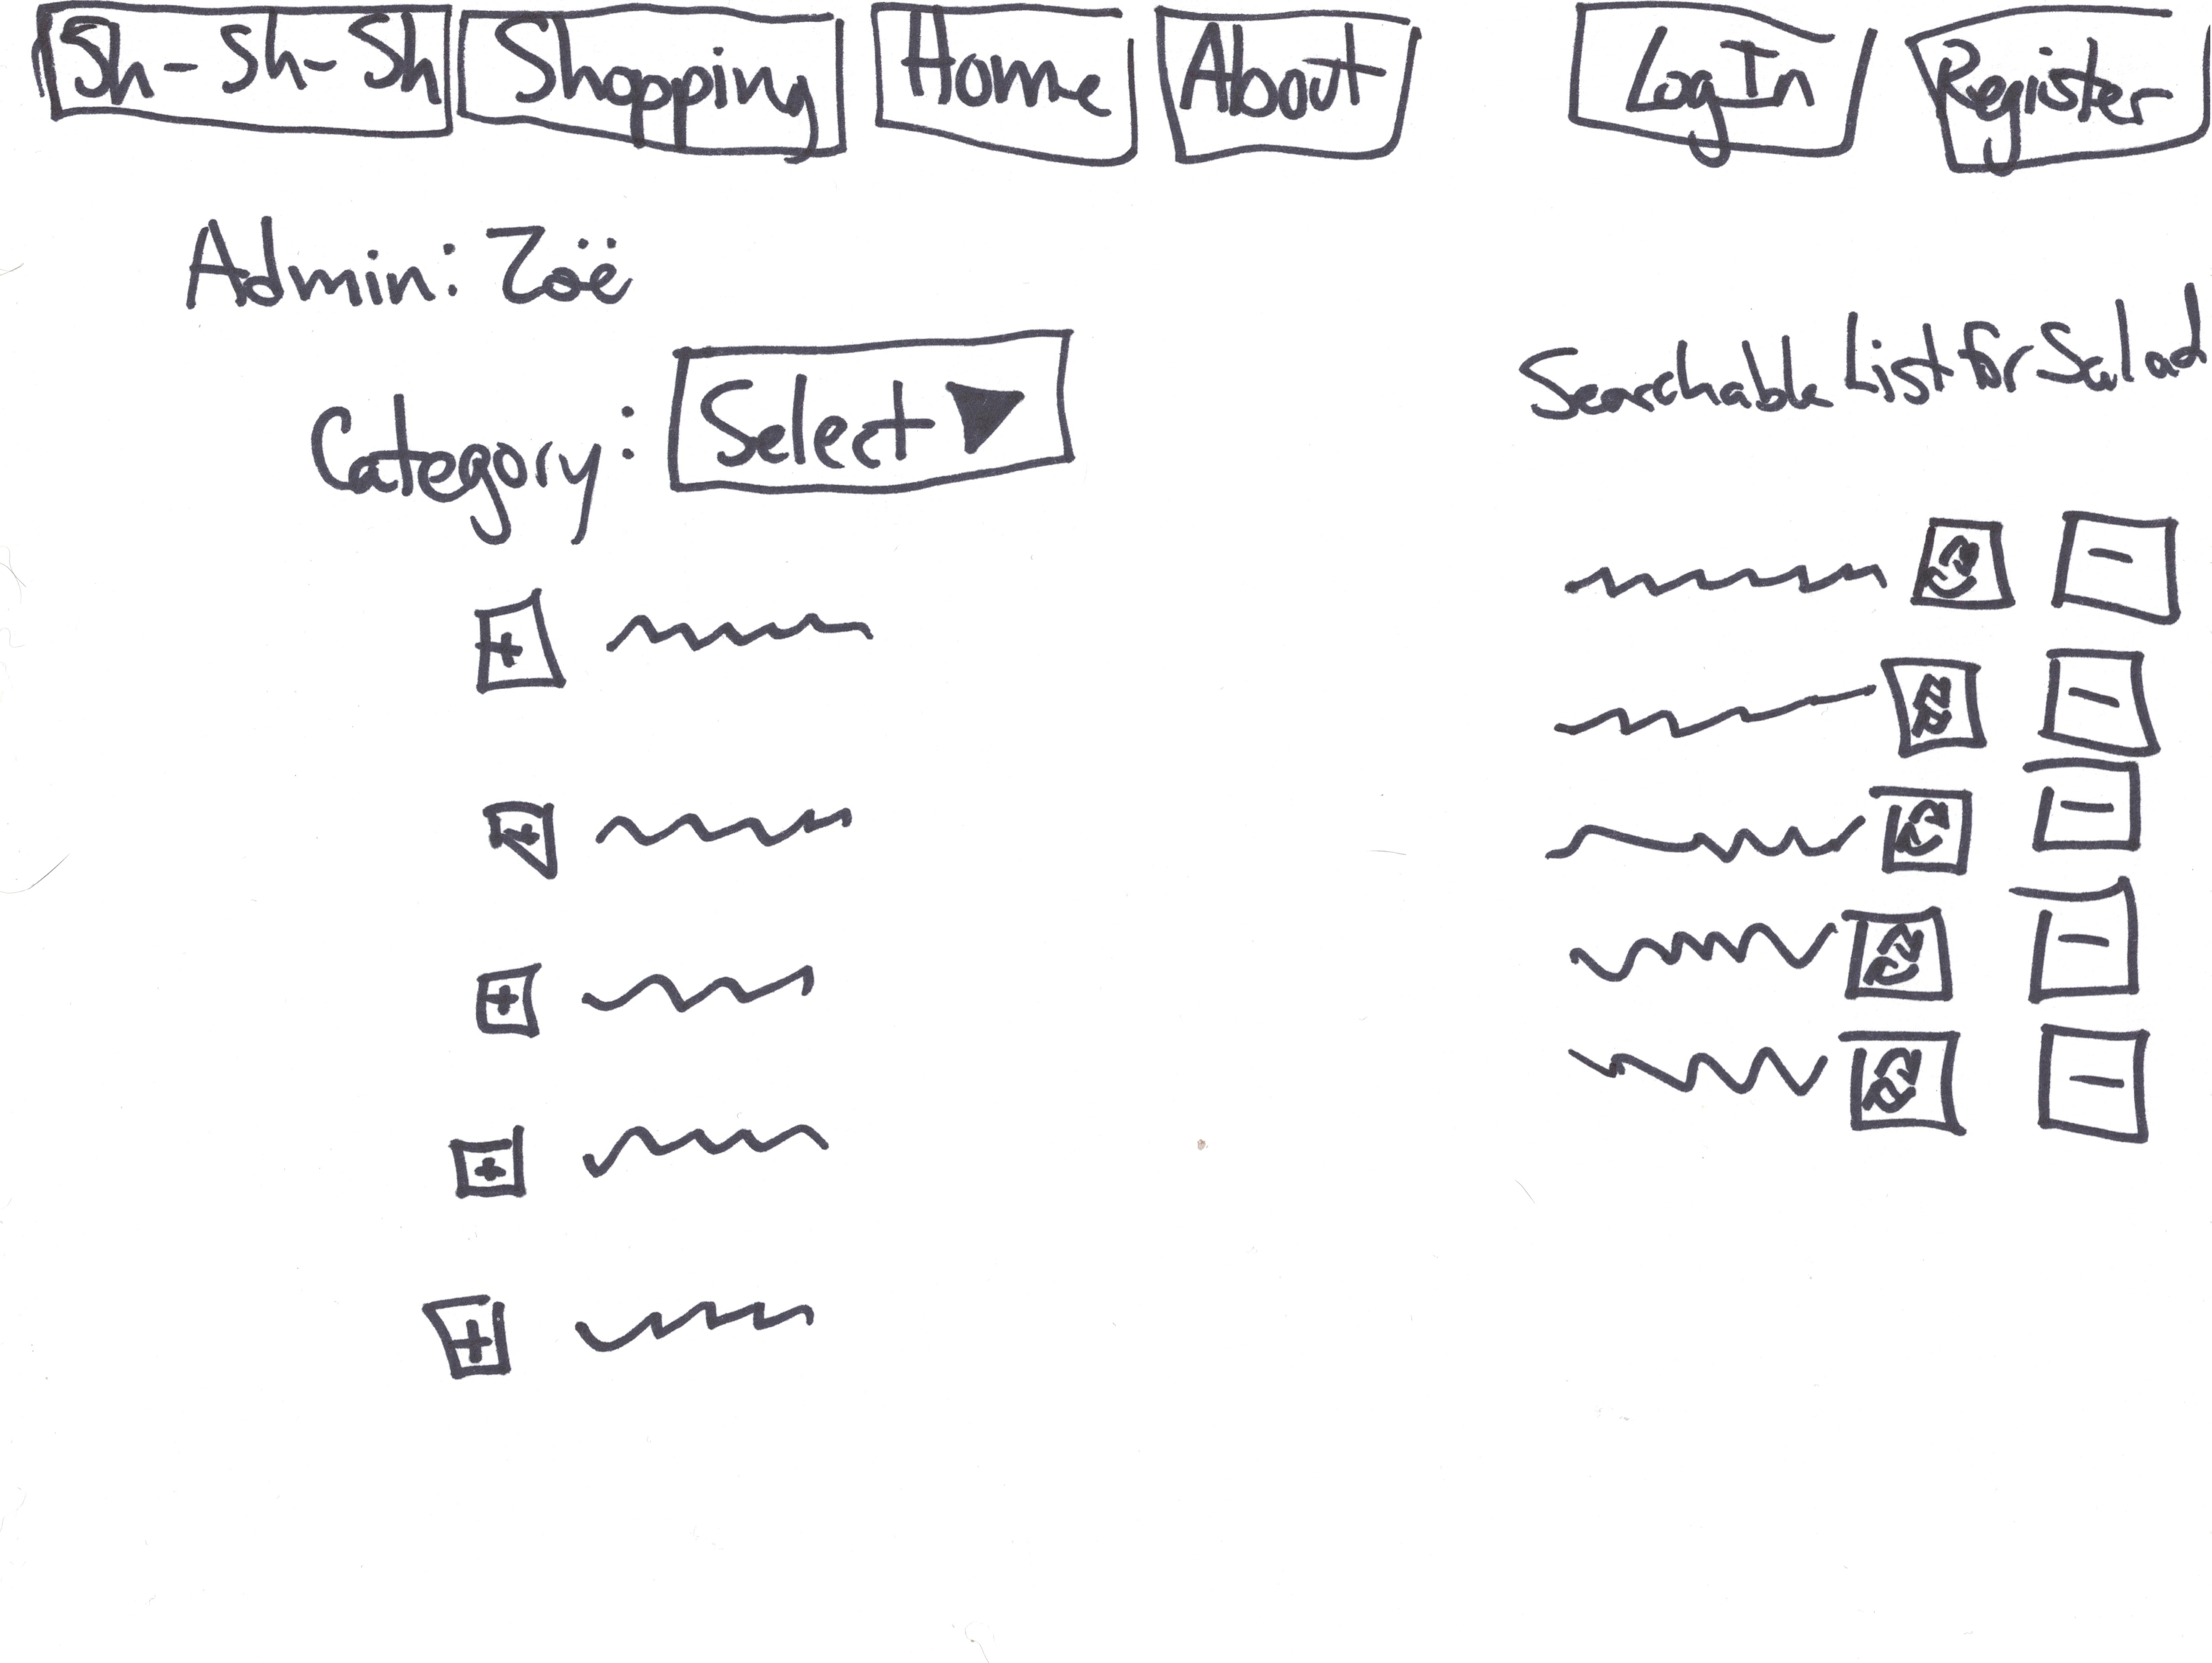 Sh-Sh-Sh Shopping Home About Log In Register
Admin: Zoë
Searchable List for Salad
Category: Select ▼
+
-
+
-
+
-
+
-
+
-